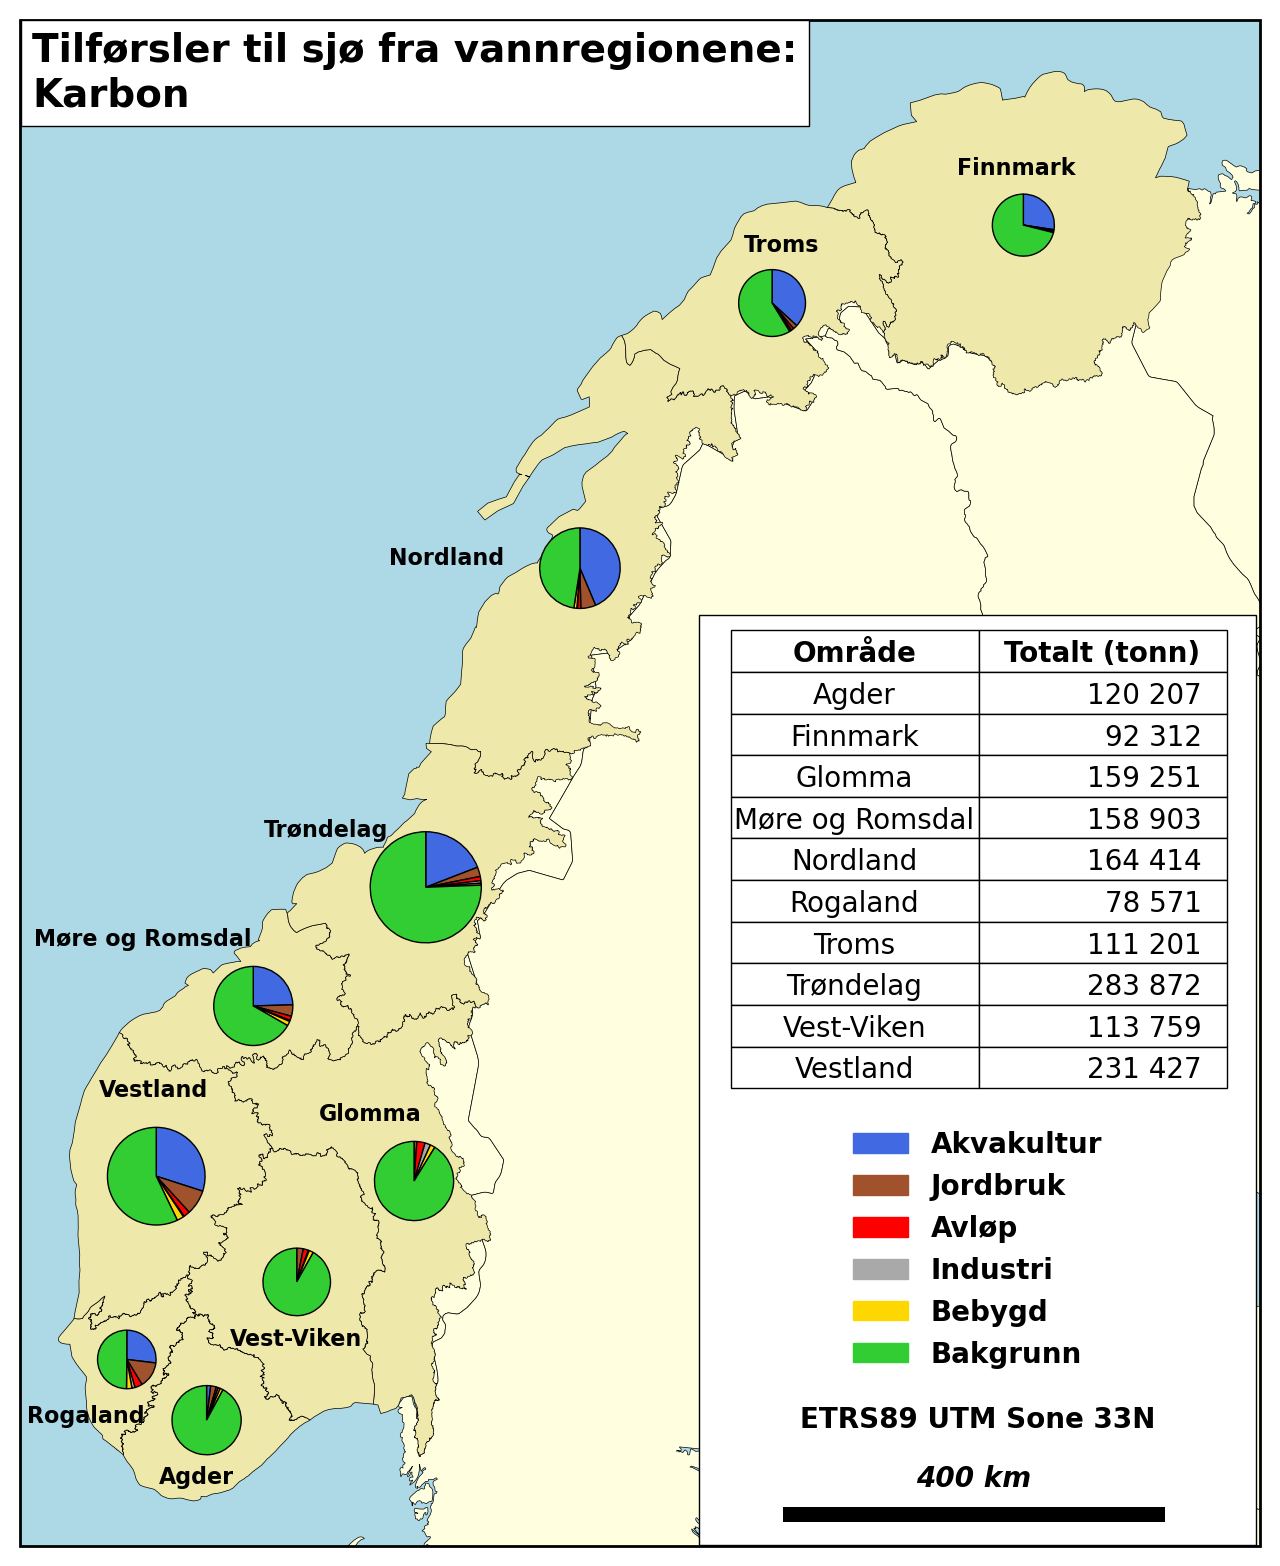 Tilførsler til sjø fra vannregionene:
Karbon
Finnmark
Troms
Nordland
Trøndelag
Møre og Romsdal
Vestland
Glomma
Vest-Viken
Rogaland
Agder
Område Totalt (tonn)
Agder 120 207
Finnmark 92 312
Glomma 159 251
Møre og Romsdal 158 903
Nordland 164 414
Rogaland 78 571
Troms 111 201
Trøndelag 283 872
Vest-Viken 113 759
Vestland 231 427
Akvakultur
Jordbruk
Avløp
Industri
Bebygd
Bakgrunn
ETRS89 UTM Sone 33N
400 km